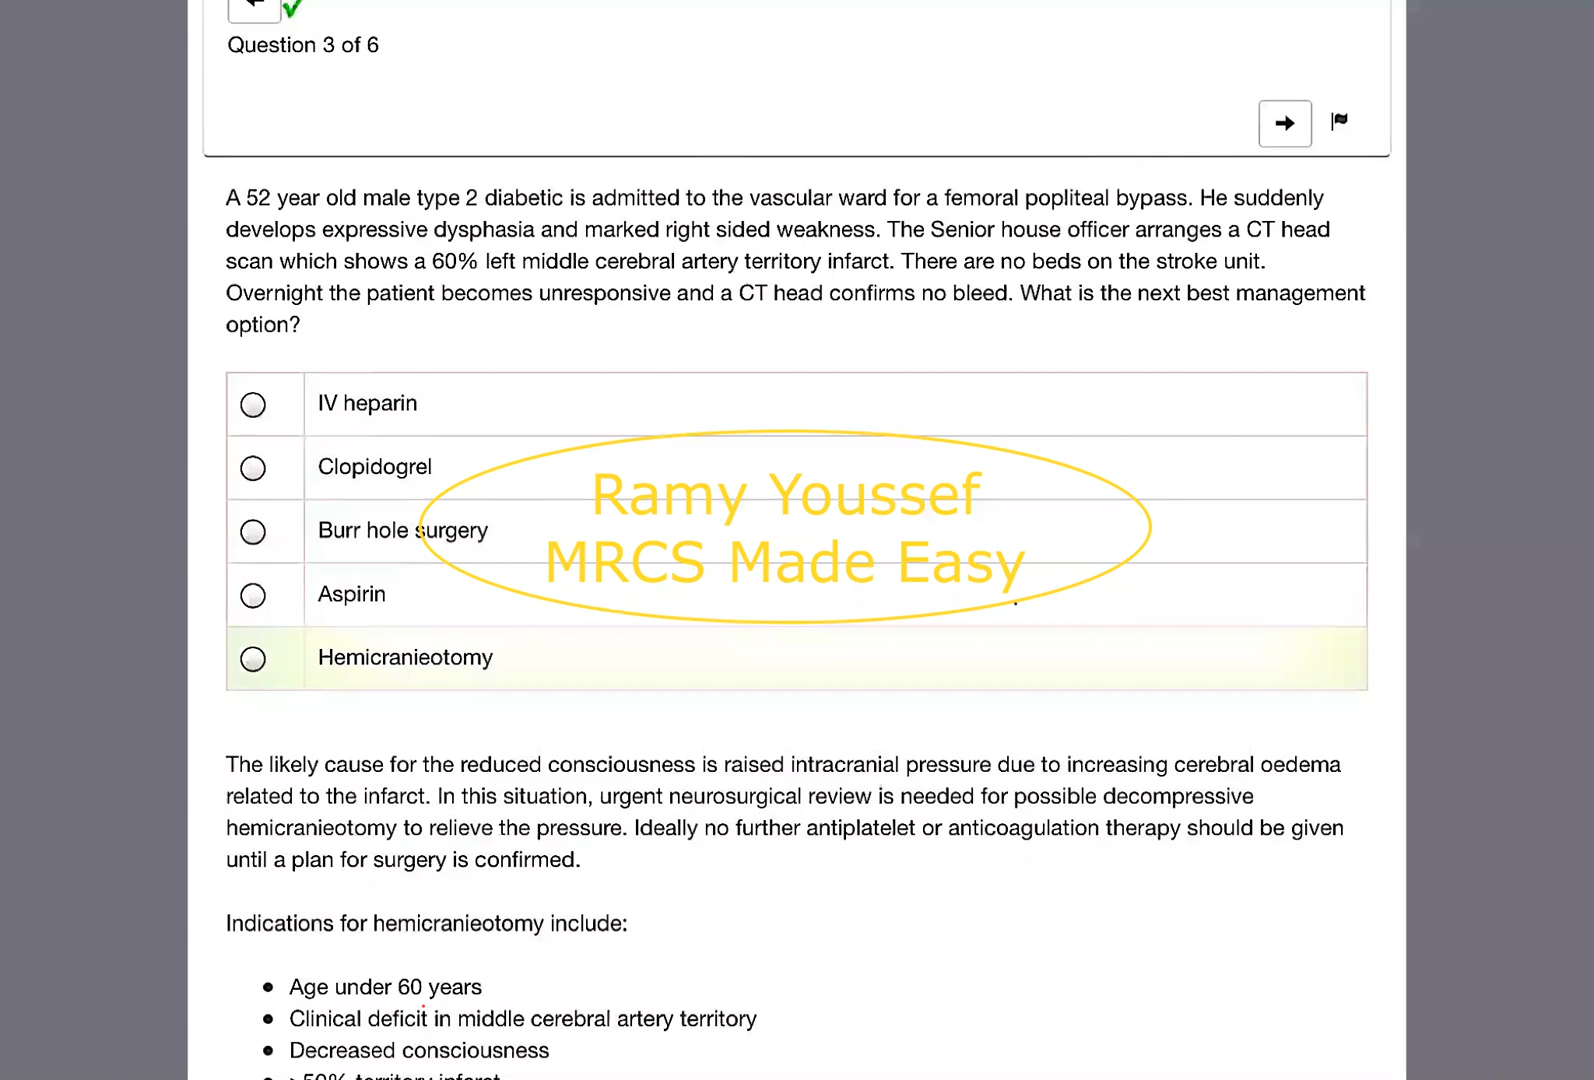 Question 3 of 6
A 52 year old male type 2 diabetic is admitted to the vascular ward for a femoral popliteal bypass. He suddenly
develops expressive dysphasia and marked right sided weakness. The Senior house officer arranges a CT head
scan which shows a 60% left middle cerebral artery territory infarct. There are no beds on the stroke unit.
Overnight the patient becomes unresponsive and a CT head confirms no bleed. What is the next best management
option?
IV heparin
Clopidogrel
Ramy Youssef
Burr hole surgery
MRCS Made Easy
Aspirin
Hemicranieotomy
The likely cause for the reduced consciousness is raised intracranial pressure due to increasing cerebral oedema
related to the infarct. In this situation, urgent neurosurgical review is needed for possible decompressive
hemicranieotomy to relieve the pressure. Ideally no further antiplatelet or anticoagulation therapy should be given
until a plan for surgery is confirmed.
Indications for hemicranieotomy include:
• Age under 60 years
• Clinical deficit in middle cerebral artery territory
• Decreased consciousness
• >50% territory infarct